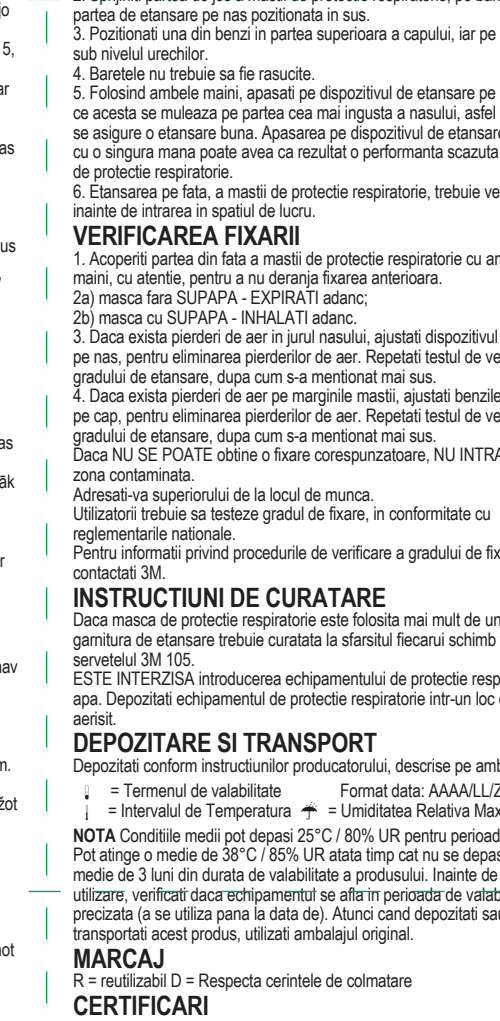 jo
5,
ar
as
us
as
āk
r
nav
m.
žot
not
partea de etansare pe nas pozitionata in sus.
3. Pozitionati una din benzi in partea superioara a capului, iar pe
sub nivelul urechilor.
4. Baretele nu trebuie sa fie rasucite.
5. Folosind ambele maini, apasati pe dispozitivul de etansare pe
ce acesta se muleaza pe partea cea mai ingusta a nasului, asfel
se asigure o etansare buna. Apasarea pe dispozitivul de etansare
cu o singura mana poate avea ca rezultat o performanta scazuta
de protectie respiratorie.
6. Etansarea pe fata, a mastii de protectie respiratorie, trebuie ve
inainte de intrarea in spatiul de lucru.
VERIFICAREA FIXARII
1. Acoperiti partea din fata a mastii de protectie respiratorie cu am
maini, cu atentie, pentru a nu deranja fixarea anterioara.
2a) masca fara SUPAPA - EXPIRATI adanc;
2b) masca cu SUPAPA - INHALATI adanc.
3. Daca exista pierderi de aer in jurul nasului, ajustati dispozitivul
pe nas, pentru eliminarea pierderilor de aer. Repetati testul de ve
gradului de etansare, dupa cum s-a mentionat mai sus.
4. Daca exista pierderi de aer pe marginile mastii, ajustati benzile
pe cap, pentru eliminarea pierderilor de aer. Repetati testul de ve
gradului de etansare, dupa cum s-a mentionat mai sus.
Daca NU SE POATE obtine o fixare corespunzatoare, NU INTRA
zona contaminata.
Adresati-va superiorului de la locul de munca.
Utilizatorii trebuie sa testeze gradul de fixare, in conformitate cu
reglementarile nationale.
Pentru informatii privind procedurile de verificare a gradului de fix
contactati 3M.
INSTRUCTIUNI DE CURATARE
Daca masca de protectie respiratorie este folosita mai mult de un
garnitura de etansare trebuie curatata la sfarsitul fiecarui schimb
servetelul 3M 105.
ESTE INTERZISA introducerea echipamentului de protectie resp
apa. Depozitati echipamentul de protectie respiratorie intr-un loc
aerisit.
DEPOZITARE SI TRANSPORT
Depozitati conform instructiunilor producatorului, descrise pe amb
= Termenul de valabilitate Format data: AAAA/LL/Z
= Intervalul de Temperatura = Umiditatea Relativa Max
NOTA Conditiile medii pot depasi 25°C / 80% UR pentru perioad
Pot atinge o medie de 38°C / 85% UR atata timp cat nu se depas
medie de 3 luni din durata de valabilitate a produsului. Inainte de
utilizare, verificati daca echipamentul se afla in perioada de valab
precizata (a se utiliza pana la data de). Atunci cand depozitati sau
transportati acest produs, utilizati ambalajul original.
MARCAJ
R = reutilizabil D = Respecta cerintele de colmatare
CERTIFICARI